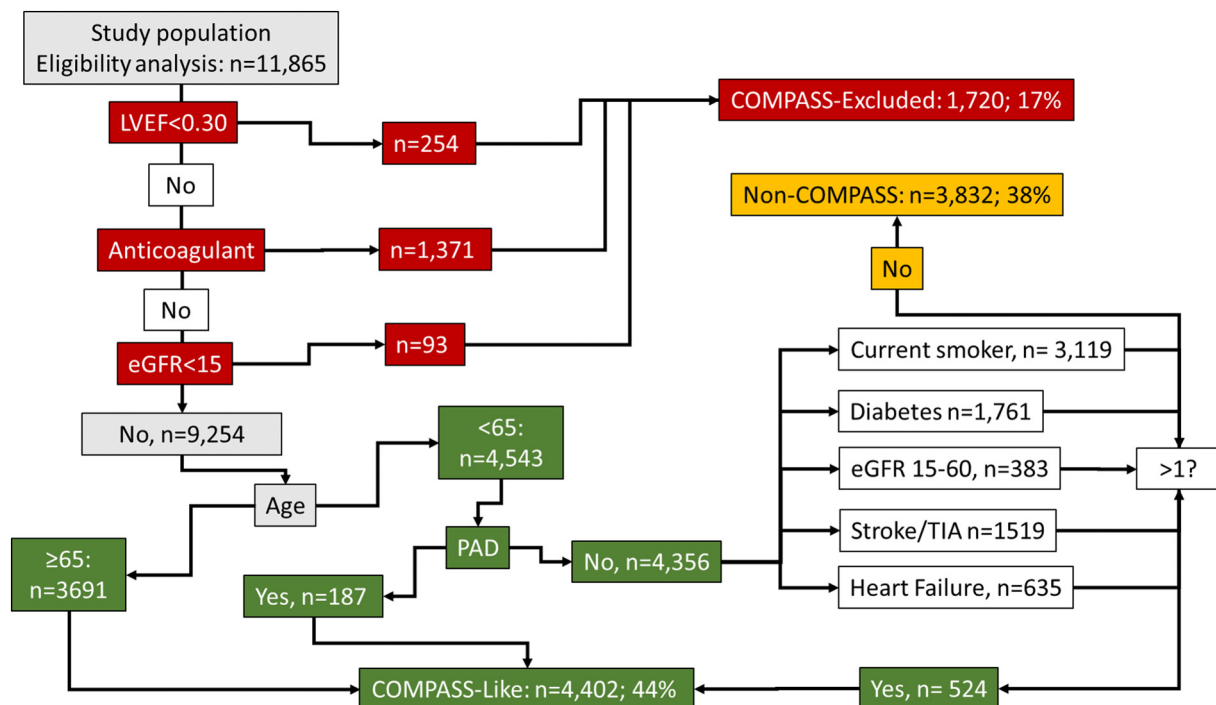 Study population
Eligibility analysis: n=11,865
LVEF<0.30
n=254
COMPASS-Excluded: 1,720; 17%
No
Non-COMPASS: n=3,832; 38%
Anticoagulant
n=1,371
No
No
eGFR<15
n=93
Current smoker, n= 3,119
No, n=9,254
<65:
n=4,543
Diabetes n=1,761
eGFR 15-60, n=383
>1?
Age
≥65:
n=3691
PAD
No, n=4,356
Stroke/TIA n=1519
Yes, n=187
Heart Failure, n=635
COMPASS-Like: n=4,402; 44%
Yes, n= 524